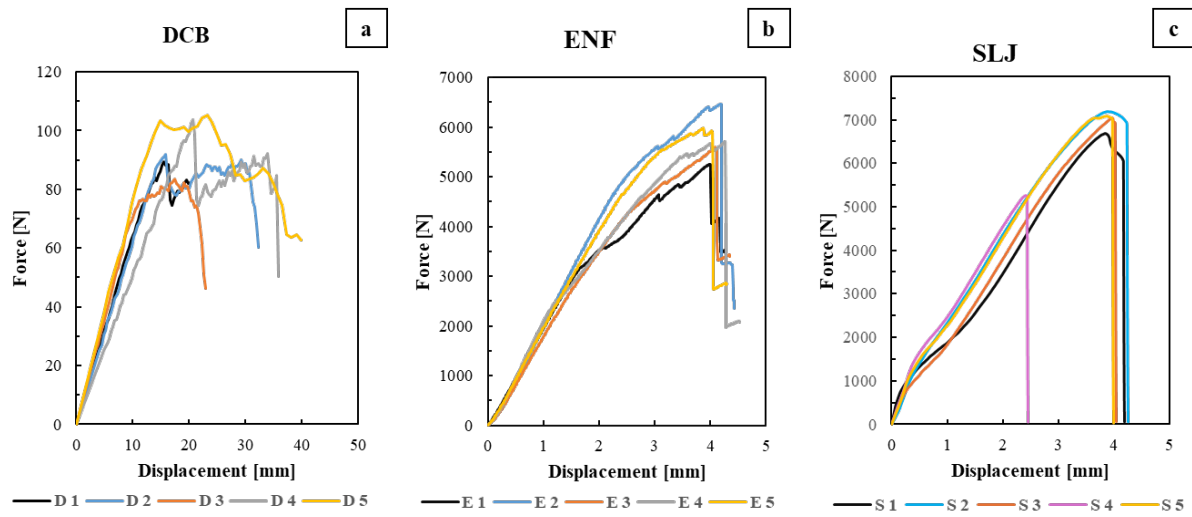 DCB
a
120
100
80
60
40
20
0
Force [N]
0 10 20 30 40 50
Displacement [mm]
D 1 D 2 D 3 D 4 D 5
ENF
b
7000
6000
5000
4000
3000
2000
1000
0
Force [N]
0 1 2 3 4 5
Displacement [mm]
E 1 E 2 E 3 E 4 E 5
SLJ
c
8000
7000
6000
5000
4000
3000
2000
1000
0
Force [N]
0 1 2 3 4 5
Displacement [mm]
S 1 S 2 S 3 S 4 S 5